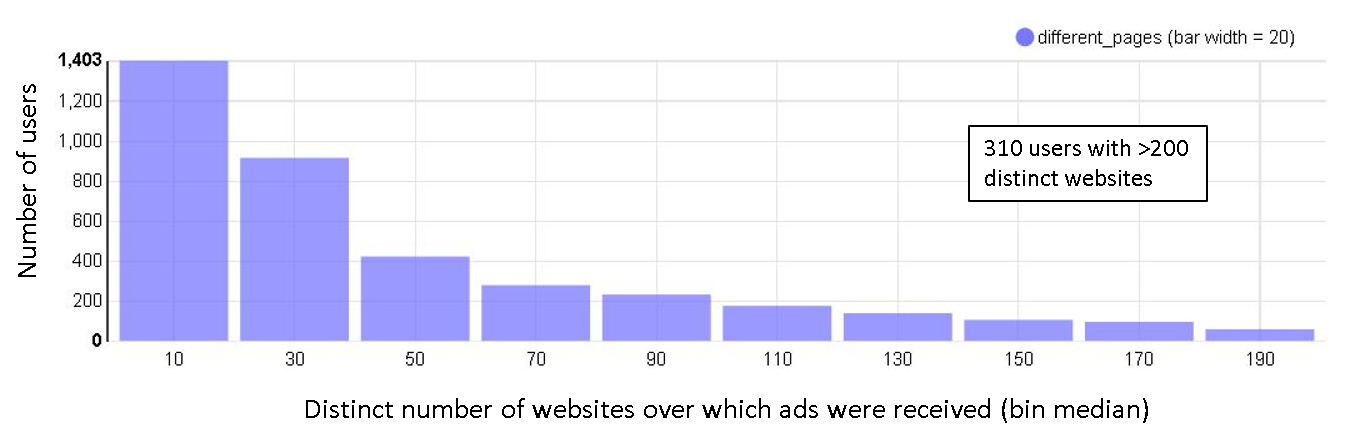 different_pages (bar width = 20)
1,403
1,200
1,000
800
600
400
200
0
Number of users
310 users with >200
distinct websites
10 30 50 70 90 110 130 150 170 190
Distinct number of websites over which ads were received (bin median)